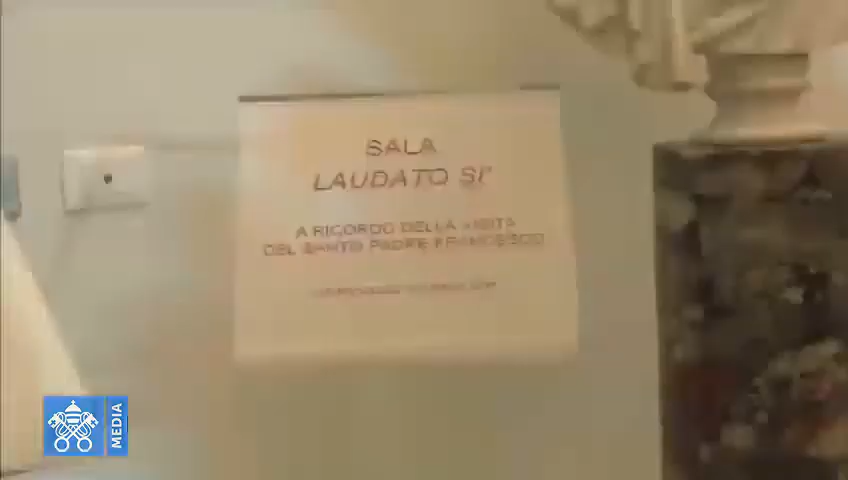 SALA
LAUDATO SI'
A RICORDO DELLA VISITA
DEL SANTO PADRE FRANCESCO
MEDIA